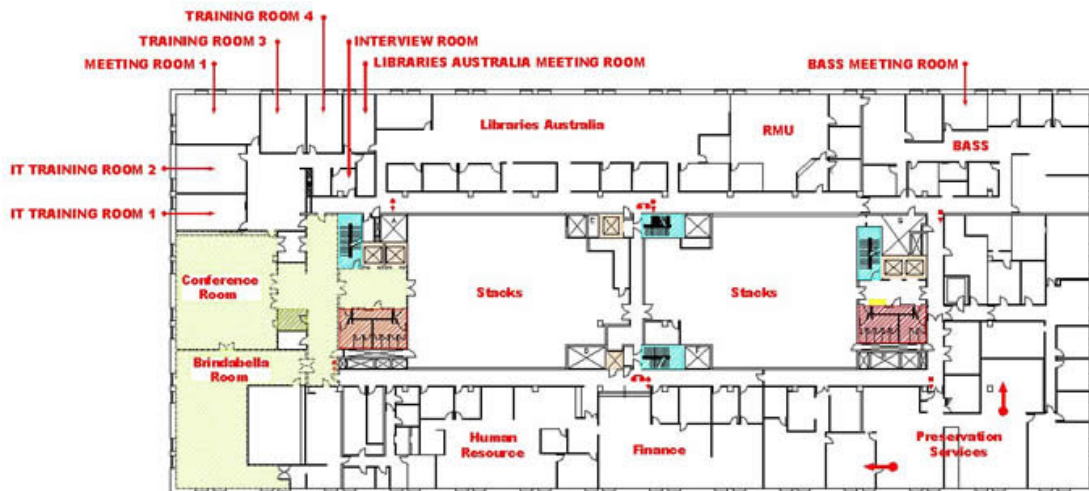 TRAINING ROOM 4
TRAINING ROOM 3
INTERVIEW ROOM
MEETING ROOM 1
LIBRARIES AUSTRALIA MEETING ROOM
BASS MEETING ROOM
Libraries Australia
RMU
BASS
IT TRAINING ROOM 2
IT TRAINING ROOM 1
Conference
Room
Stacks
Stacks
Brindabella
Room
Human
Resource
Finance
Preservation
Services